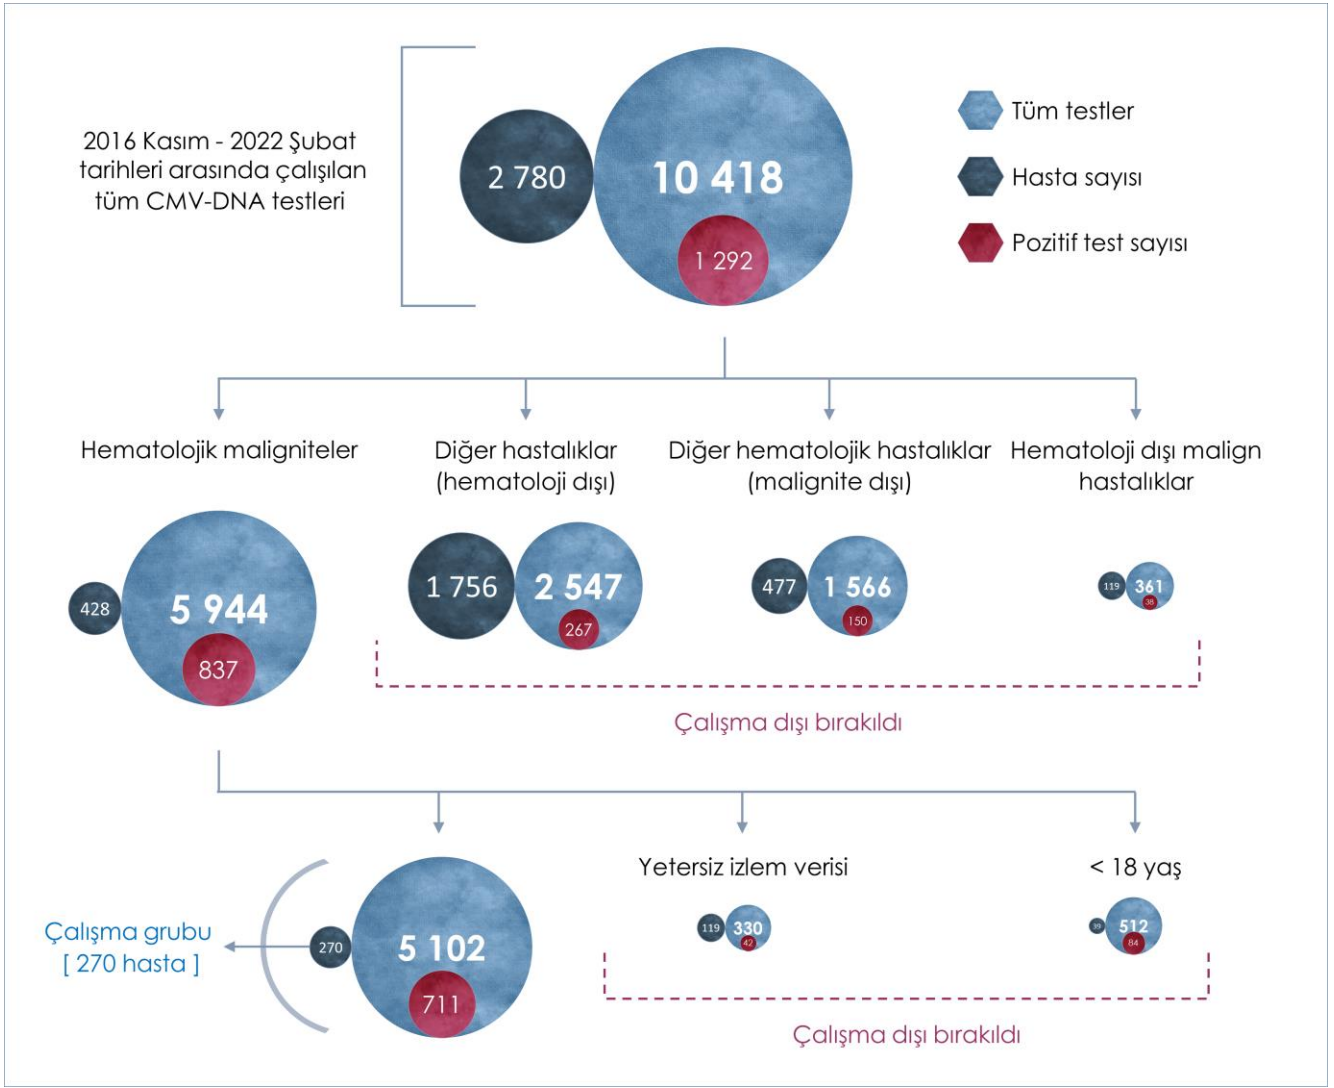 2016 Kasım - 2022 Şubat
tarihleri arasında çalışılan
tüm CMV-DNA testleri
2 780
10 418
1 292
Tüm testler
Hasta sayısı
Pozitif test sayısı
Hematolojik maligniteler
Diğer hastalıklar
(hematoloji dışı)
Diğer hematolojik hastalıklar
(malignite dışı)
Hematoloji dışı malign
hastalıklar
428
5 944
837
1 756
2 547
267
477
1 566
150
119
361
38
Çalışma dışı bırakıldı
Çalışma grubu
[ 270 hasta ]
270
5 102
711
Yetersiz izlem verisi
119
330
42
< 18 yaş
39
512
84
Çalışma dışı bırakıldı